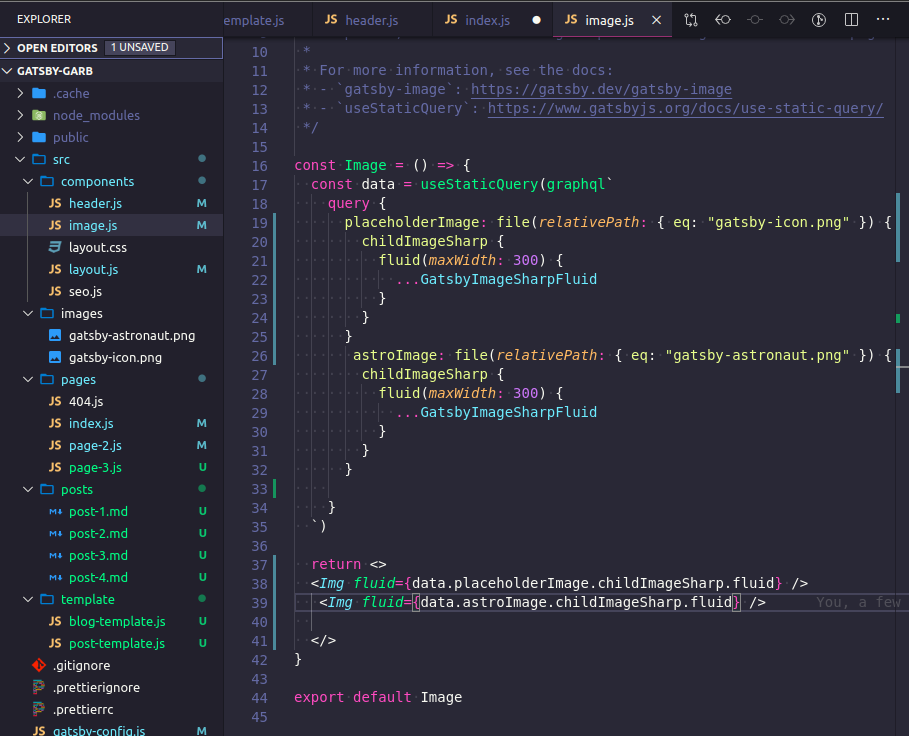 EXPLORER
emplate.js
JS header.js
JS index.js
JS image.js
OPEN EDITORS 1 UNSAVED
GATSBY-GARB
.cache
node_modules
public
src
components
JS header.js M
JS image.js M
layout.css
JS layout.js M
JS seo.js
images
gatsby-astronaut.png
gatsby-icon.png
pages
JS 404.js
JS index.js M
JS page-2.js M
JS page-3.js U
posts
post-1.md U
post-2.md U
post-3.md U
post-4.md U
template
JS blog-template.js U
JS post-template.js U
.gitignore
.prettierignore
.prettierrc
JS gatsby-config.js M
10 *
11 * For more information, see the docs:
12 * - `gatsby-image`: https://gatsby.dev/gatsby-image
13 * - `useStaticQuery`: https://www.gatsbyjs.org/docs/use-static-query/
14 */
15
16 const Image = () => {
17 const data = useStaticQuery(graphql`
18 query {
19 placeholderImage: file(relativePath: { eq: "gatsby-icon.png" }) {
20 childImageSharp {
21 fluid(maxWidth: 300) {
22 ...GatsbyImageSharpFluid
23 }
24 }
25 }
26 astroImage: file(relativePath: { eq: "gatsby-astronaut.png" }) {
27 childImageSharp {
28 fluid(maxWidth: 300) {
29 ...GatsbyImageSharpFluid
30 }
31 }
32 }
33
34 }
35 `)
36
37 return <>
38 <Img fluid={data.placeholderImage.childImageSharp.fluid} />
39 <Img fluid={data.astroImage.childImageSharp.fluid} /> You, a few
40
41 </>
42 }
43
44 export default Image
45